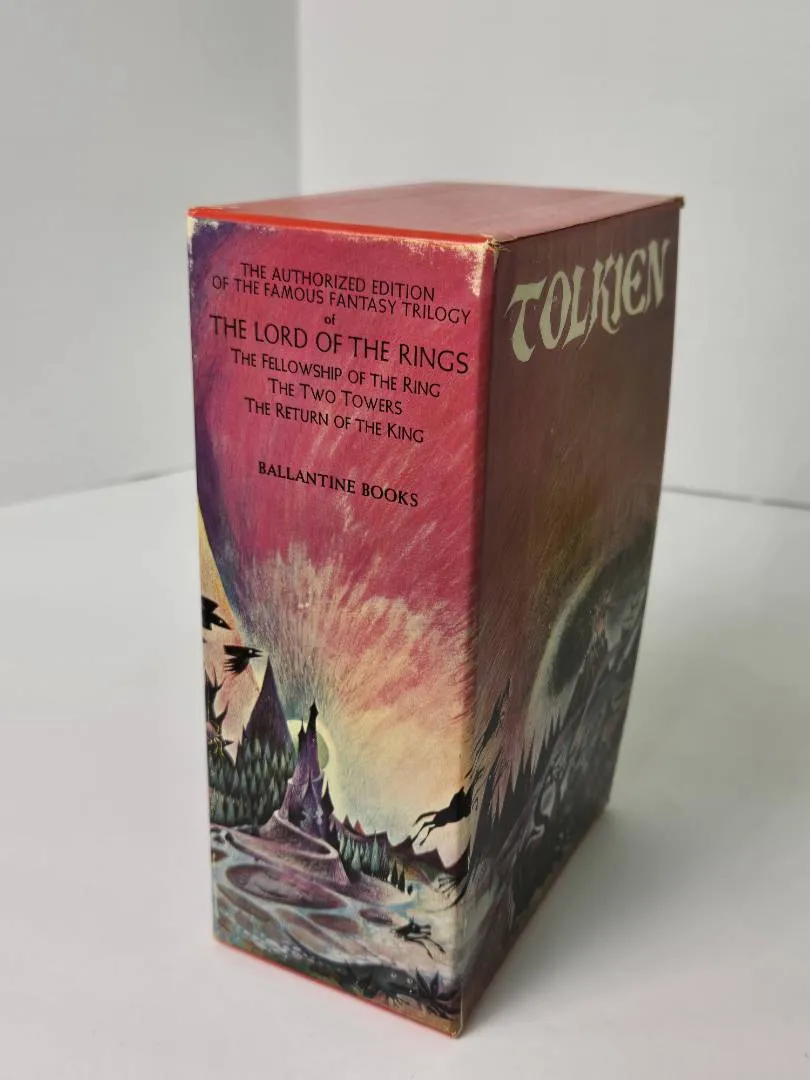 THE AUTHORIZED EDITION
OF THE FAMOUS FANTASY TRILOGY
of
THE LORD OF THE RINGS
THE FELLOWSHIP OF THE RING
THE TWO TOWERS
THE RETURN OF THE KING
BALLANTINE BOOKS
TOLKIEN